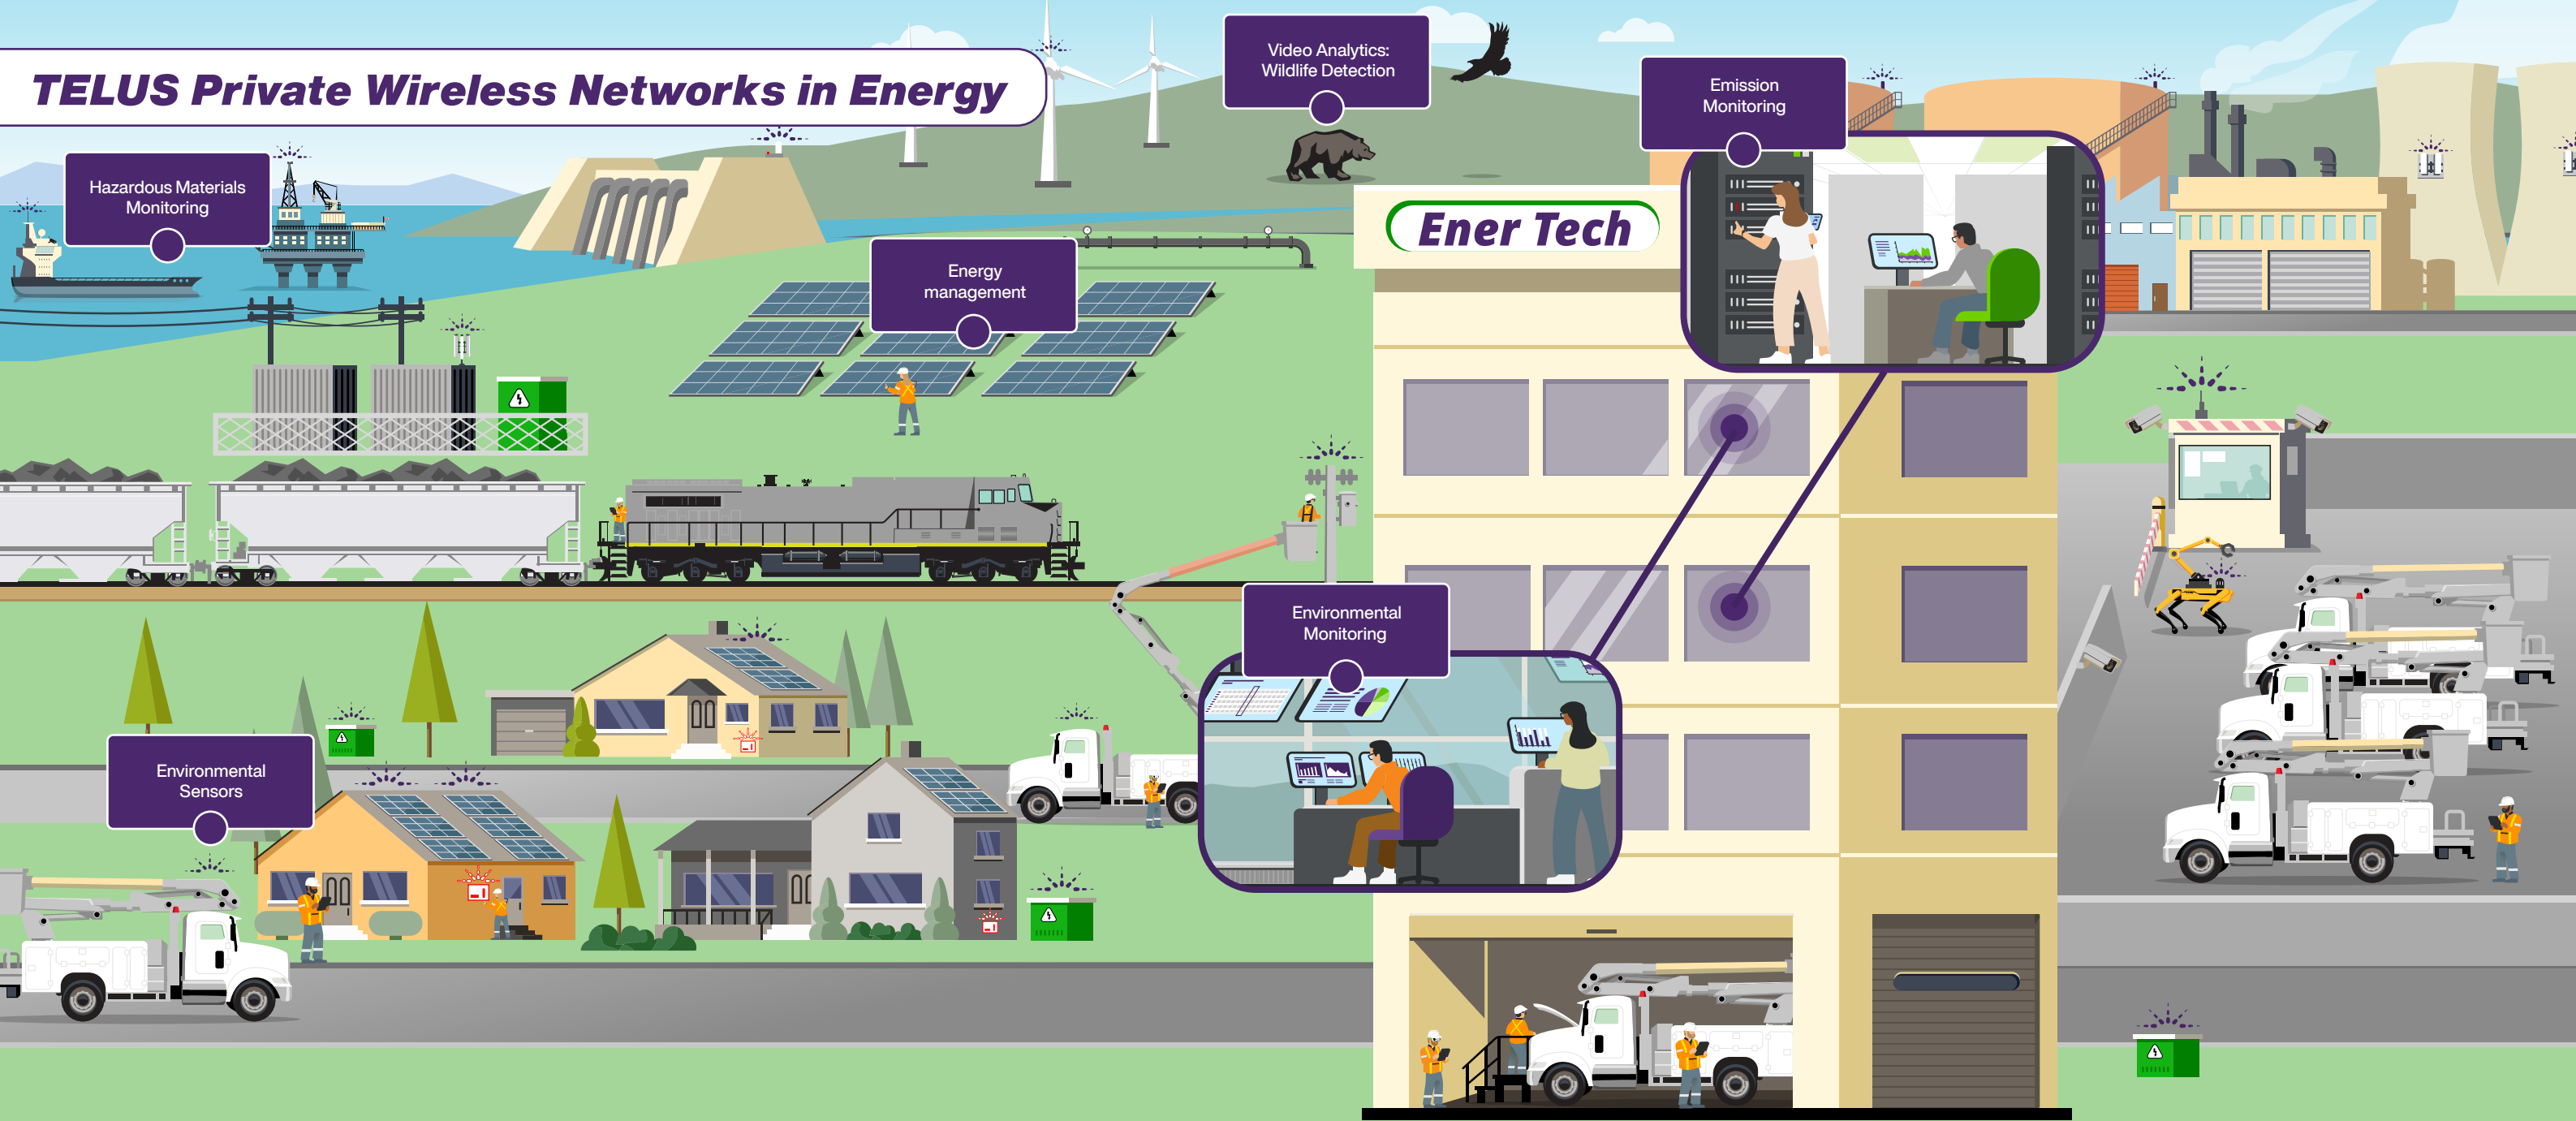 TELUS Private Wireless Networks in Energy
Video Analytics:
Wildlife Detection
Emission
Monitoring
Hazardous Materials
Monitoring
Ener Tech
Energy
management
Environmental
Monitoring
Environmental
Sensors